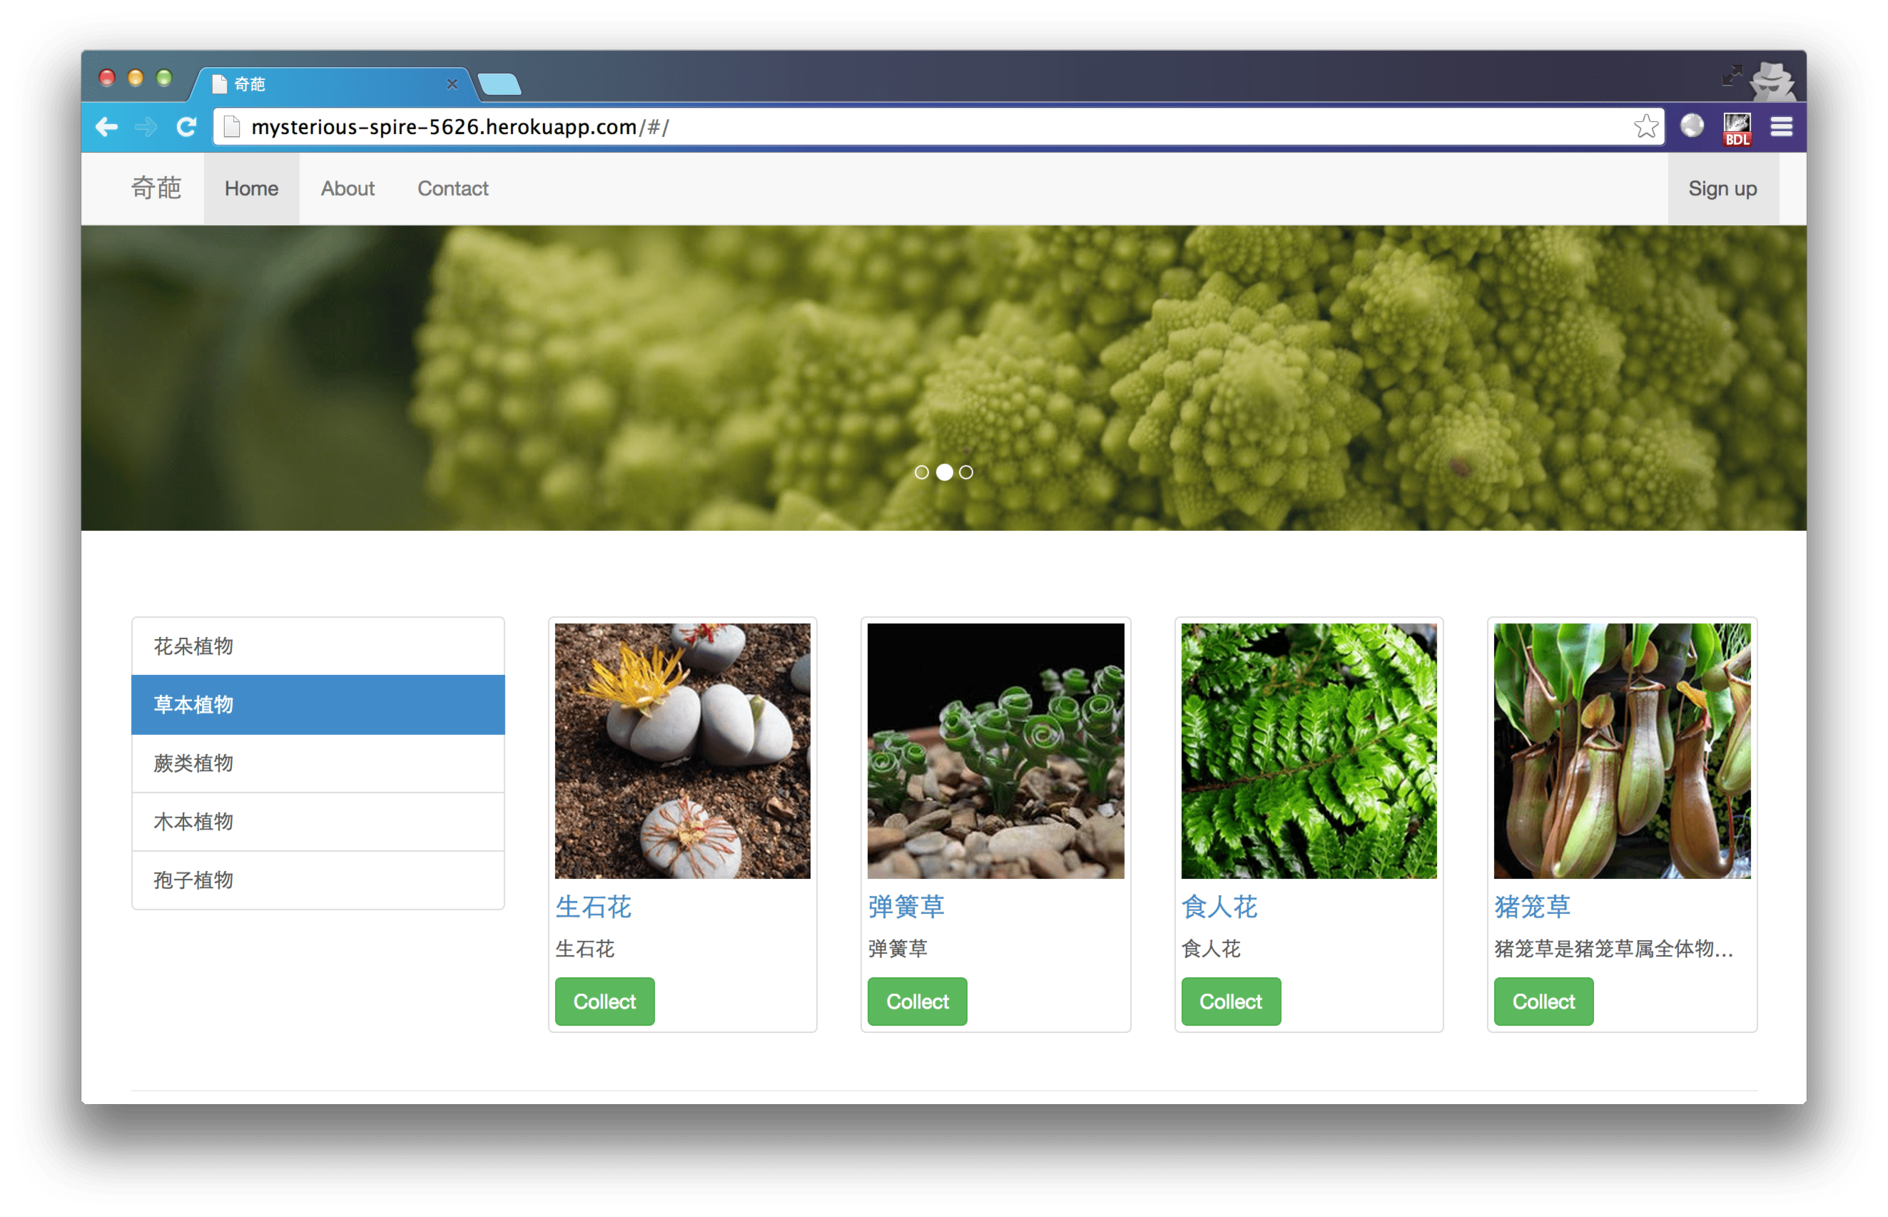 奇葩
mysterious-spire-5626.herokuapp.com/#/
BDL
奇葩 Home About Contact Sign up
花朵植物
草本植物
蕨类植物
木本植物
孢子植物
生石花
生石花
Collect
弹簧草
弹簧草
Collect
食人花
食人花
Collect
猪笼草
猪笼草是猪笼草属全体物...
Collect